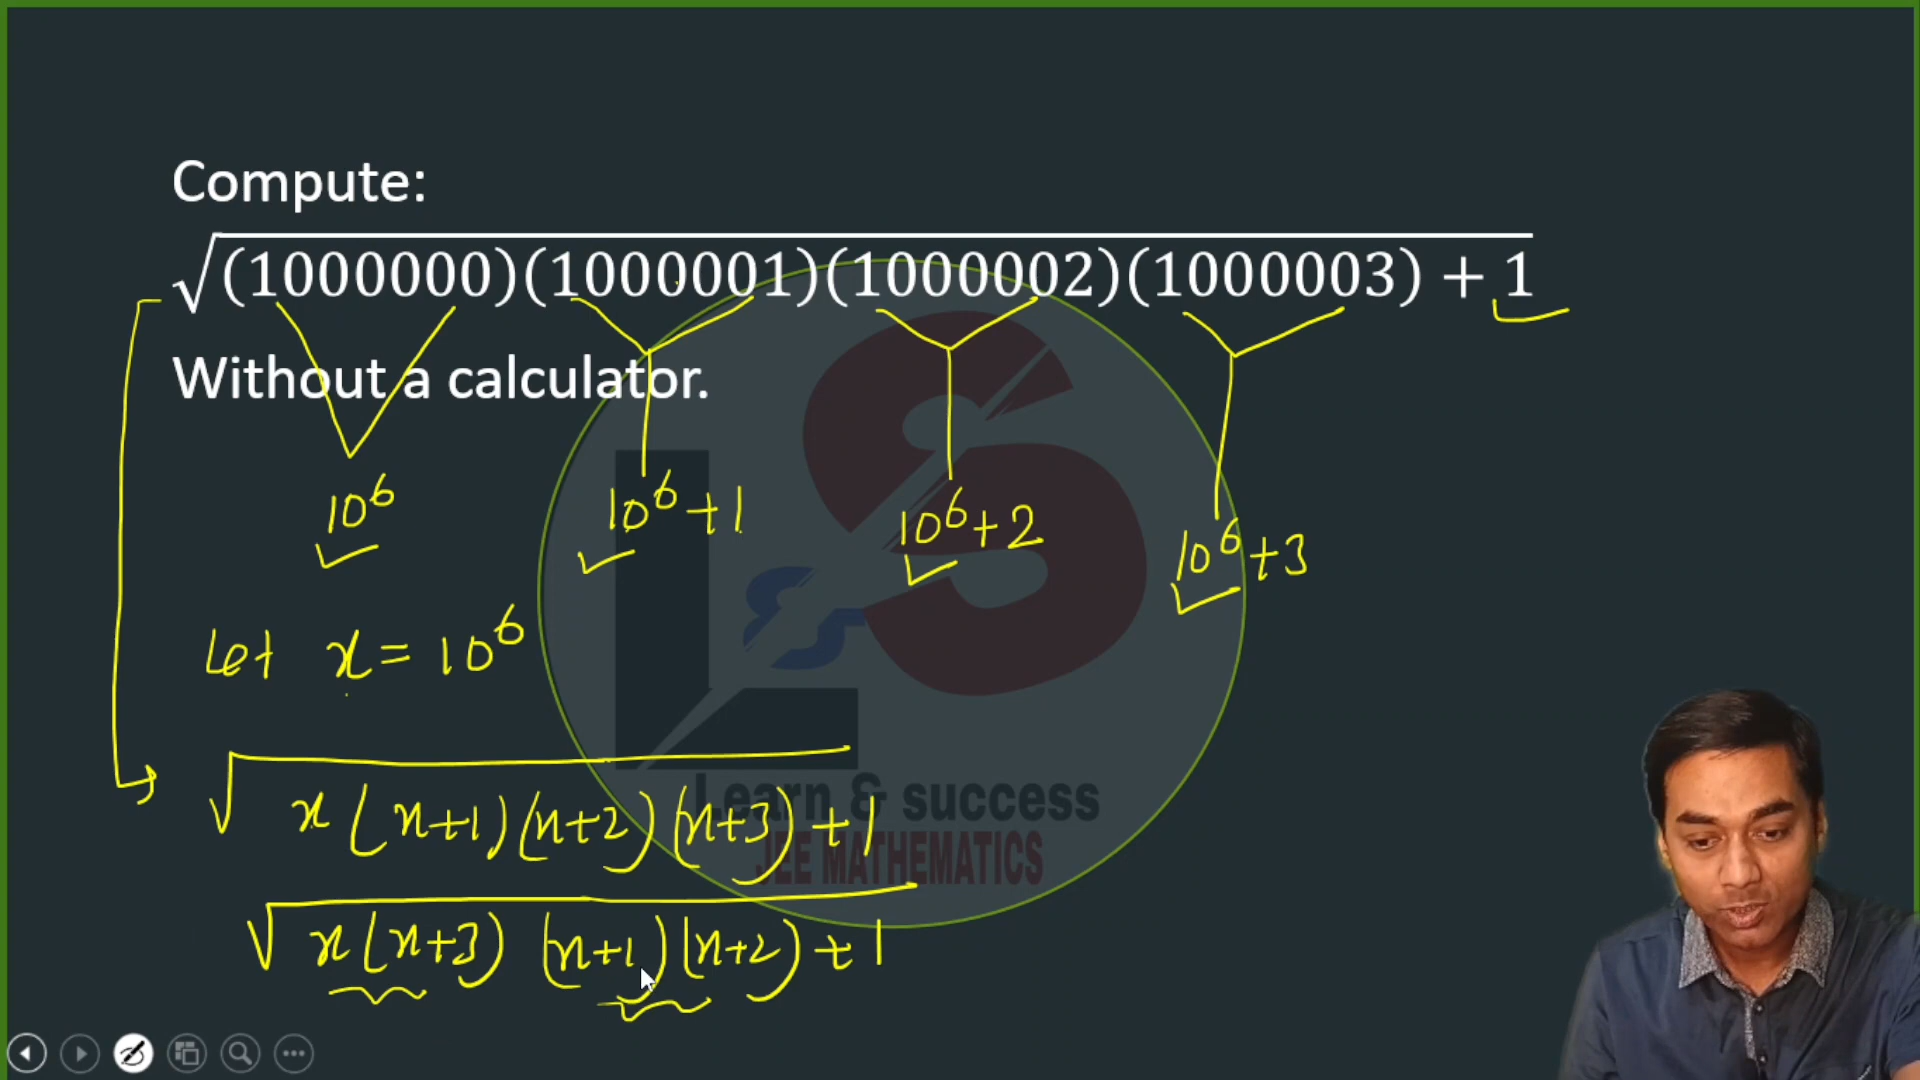 Compute:
√(1000000)(1000001)(1000002)(1000003) + 1
Without a calculator.
10⁶ 10⁶+1 10⁶+2 10⁶+3
Let x = 10⁶
√x(x+1)(x+2)(x+3)+1
Learn & success
JEE MATHEMATICS
√x(x+3) (x+1)(x+2)+1